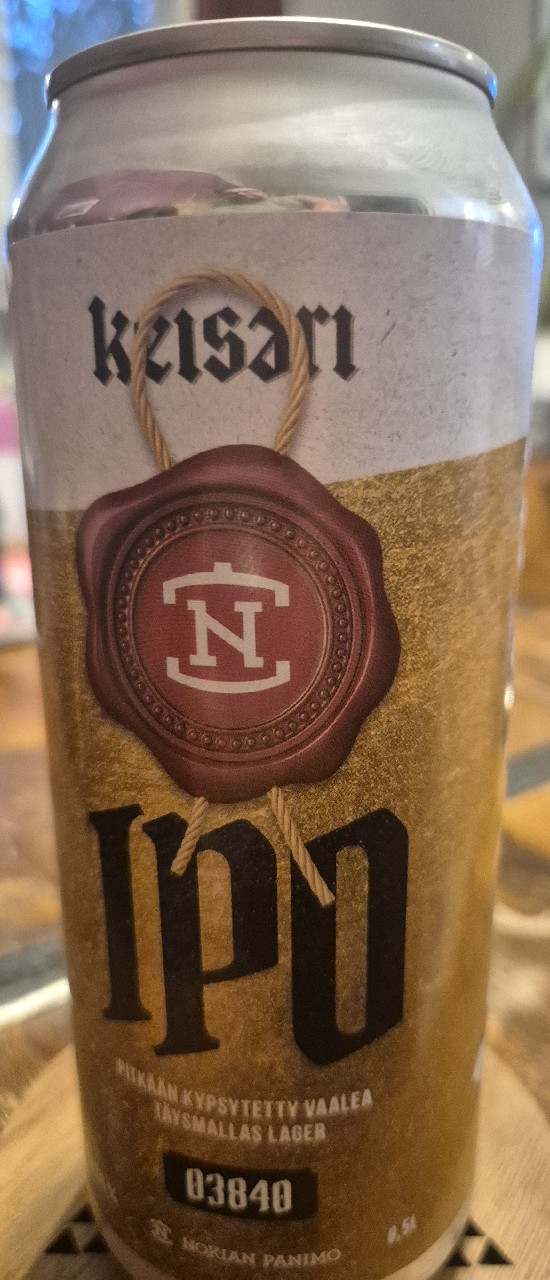 keisari
N
IPO
PITKÄÄN KYPSYTETTY VAALEA
TÄYSMALLAS LAGER
03840
NOKIAN PANIMO
0,5L